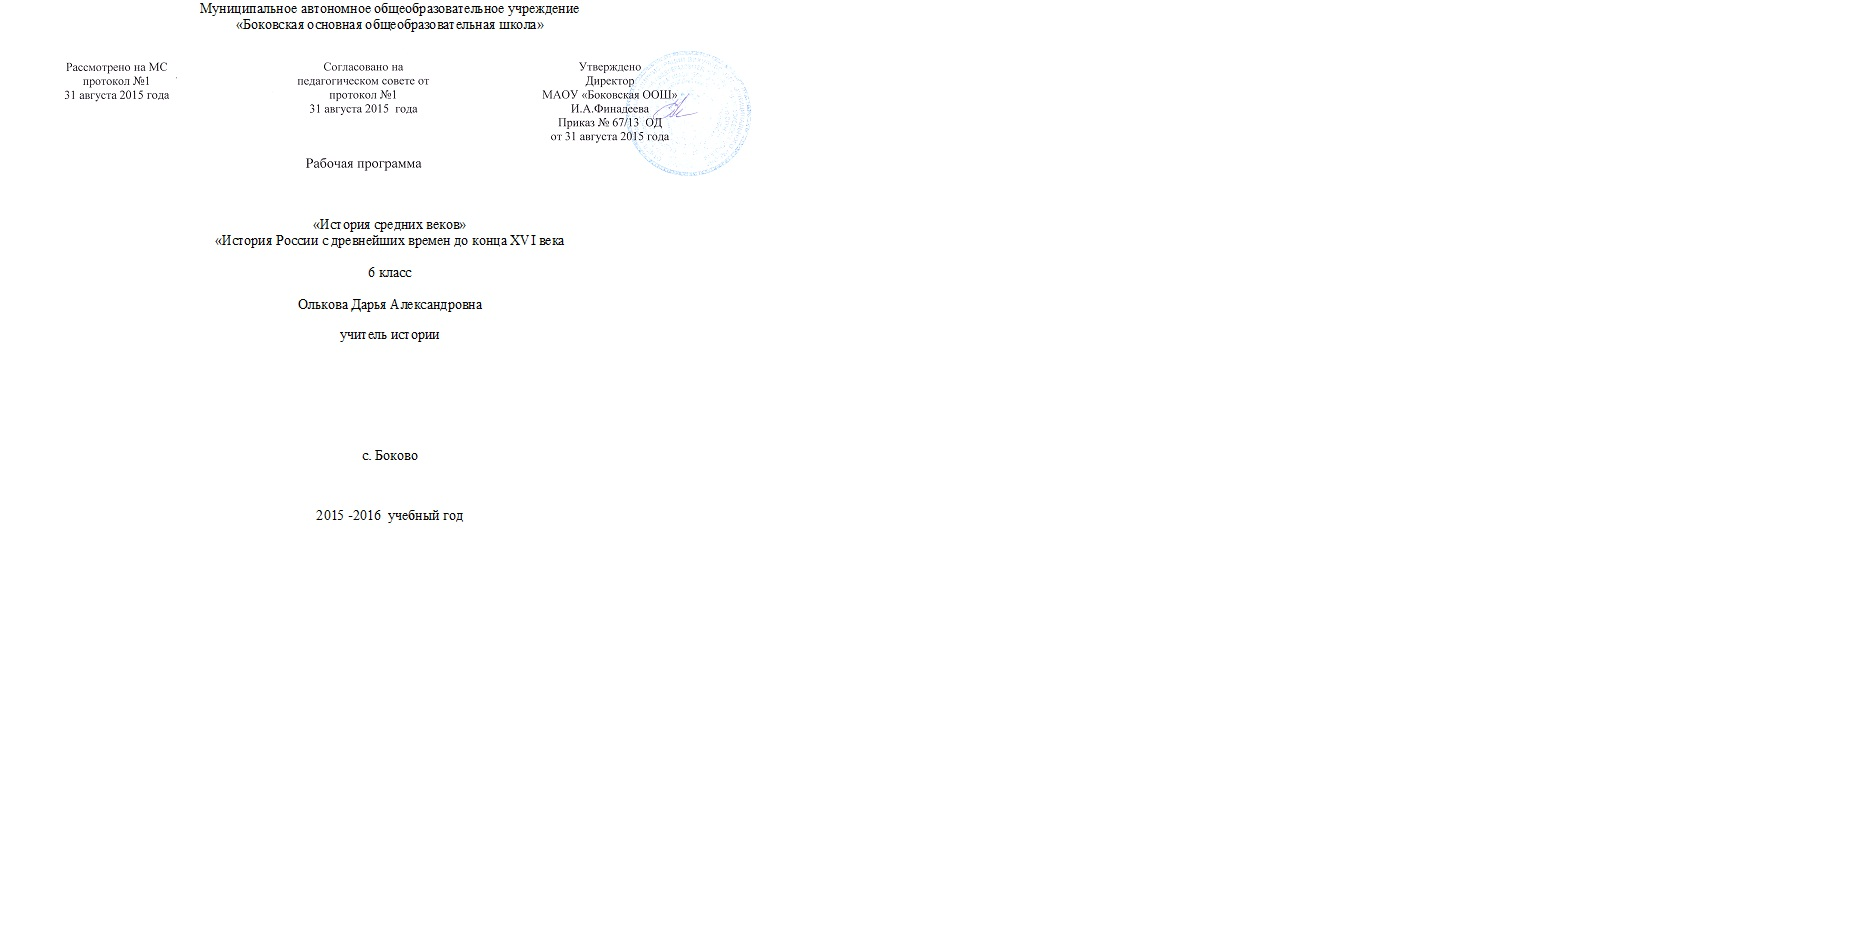 Муниципальное автономное общеобразовательное учреждение
«Боковская основная общеобразовательная школа»
Рассмотрено на МС
протокол №1
31 августа 2015 года
Согласовано на
педагогическом совете от
протокол №1
31 августа 2015 года
Утверждено
Директор
МАОУ «Боковская ООШ»
И.А.Финадеева
Приказ № 67/13 ОД
от 31 августа 2015 года
Рабочая программа
«История средних веков»
«История России с древнейших времен до конца XVI века
6 класс
Олькова Дарья Александровна
учитель истории
с. Боково
2015 -2016 учебный год